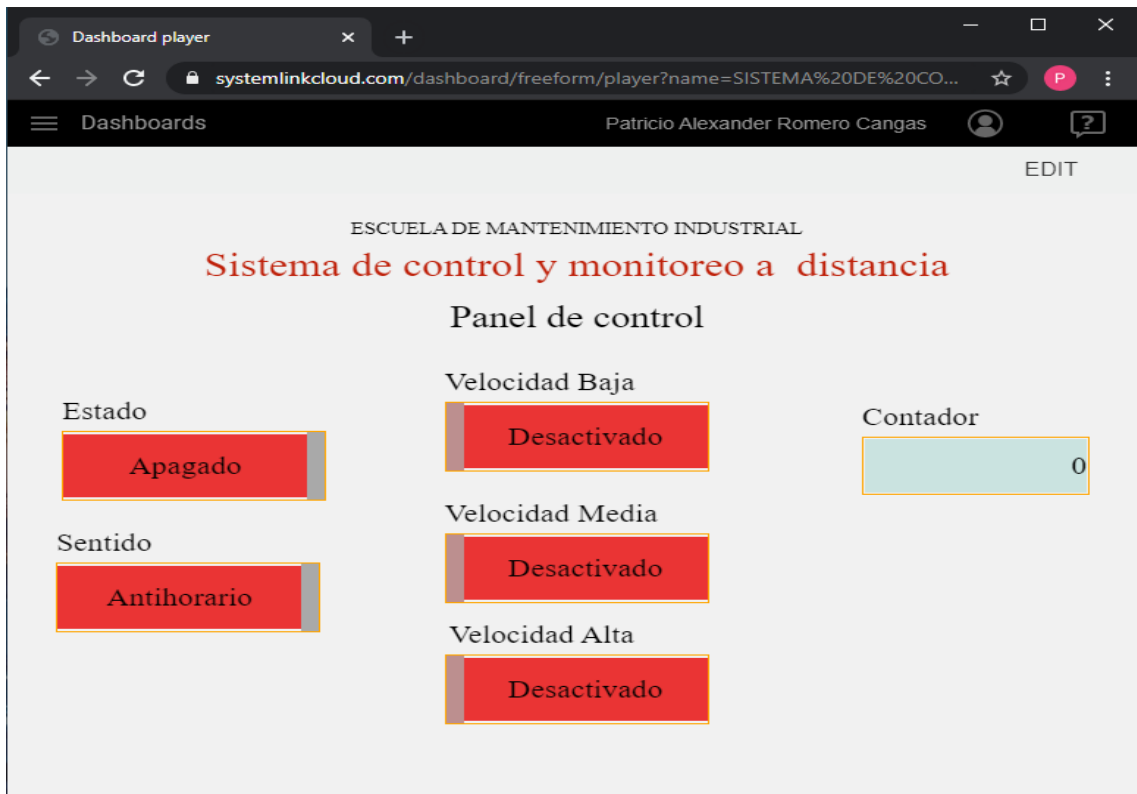 Dashboard player
systemlinkcloud.com/dashboard/freeform/player?name=SISTEMA%20DE%20CO...
P
Dashboards
Patricio Alexander Romero Cangas
?
EDIT
ESCUELA DE MANTENIMIENTO INDUSTRIAL
Sistema de control y monitoreo a distancia
Panel de control
Estado
Apagado
Sentido
Antihorario
Velocidad Baja
Desactivado
Velocidad Media
Desactivado
Velocidad Alta
Desactivado
Contador
0